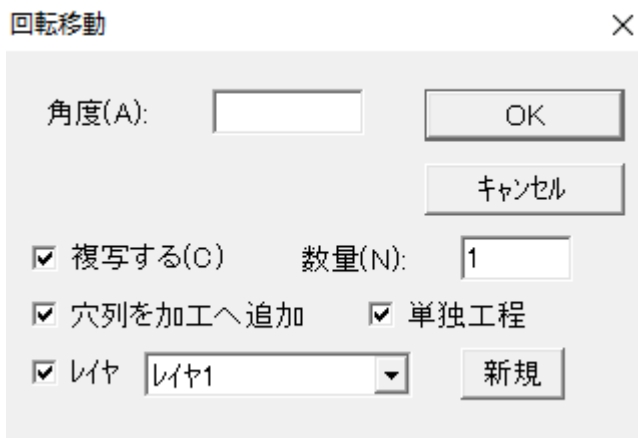 回転移動
角度(A):
OK
キャンセル
複写する(C) 数量(N): 1
穴列を加工へ追加 単独工程
レイヤ レイヤ1 新規